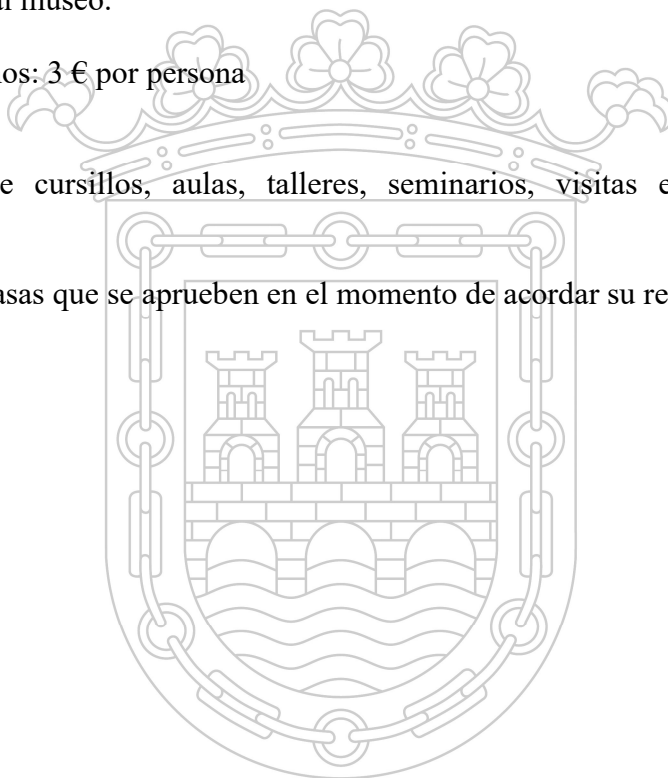 al museo.
os: 3 € por persona
e cursillos, aulas, talleres, seminarios, visitas e
asas que se aprueben en el momento de acordar su re